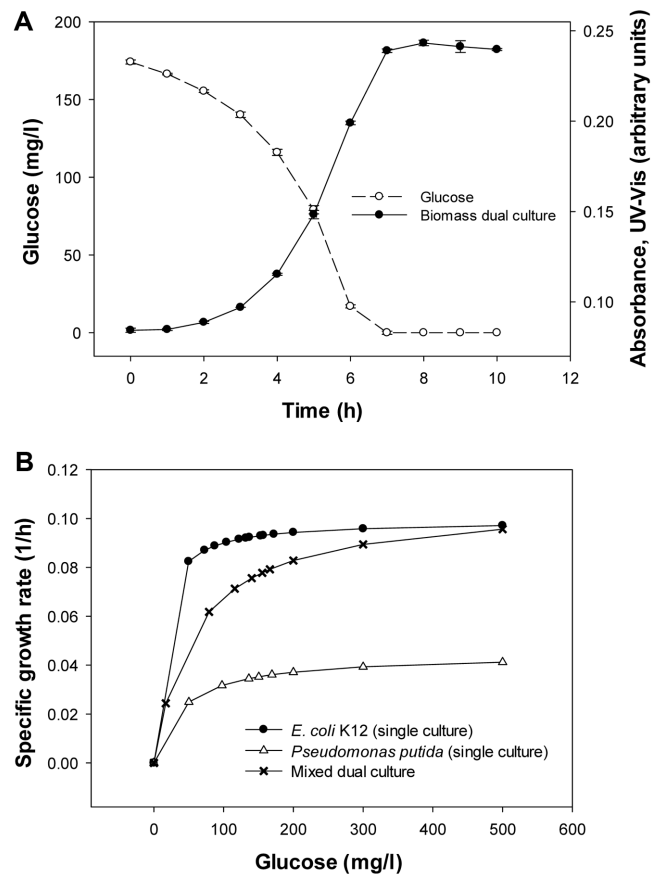 A
200
150
100
50
0
Glucose (mg/l)
0.25
0.20
0.15
0.10
Absorbance, UV-Vis (arbitrary units)
Glucose
Biomass dual culture
0 2 4 6 8 10 12
Time (h)
B
0.12
0.10
0.08
0.06
0.04
0.02
0.00
Specific growth rate (1/h)
E. coli K12 (single culture)
Pseudomonas putida (single culture)
Mixed dual culture
0 100 200 300 400 500 600
Glucose (mg/l)